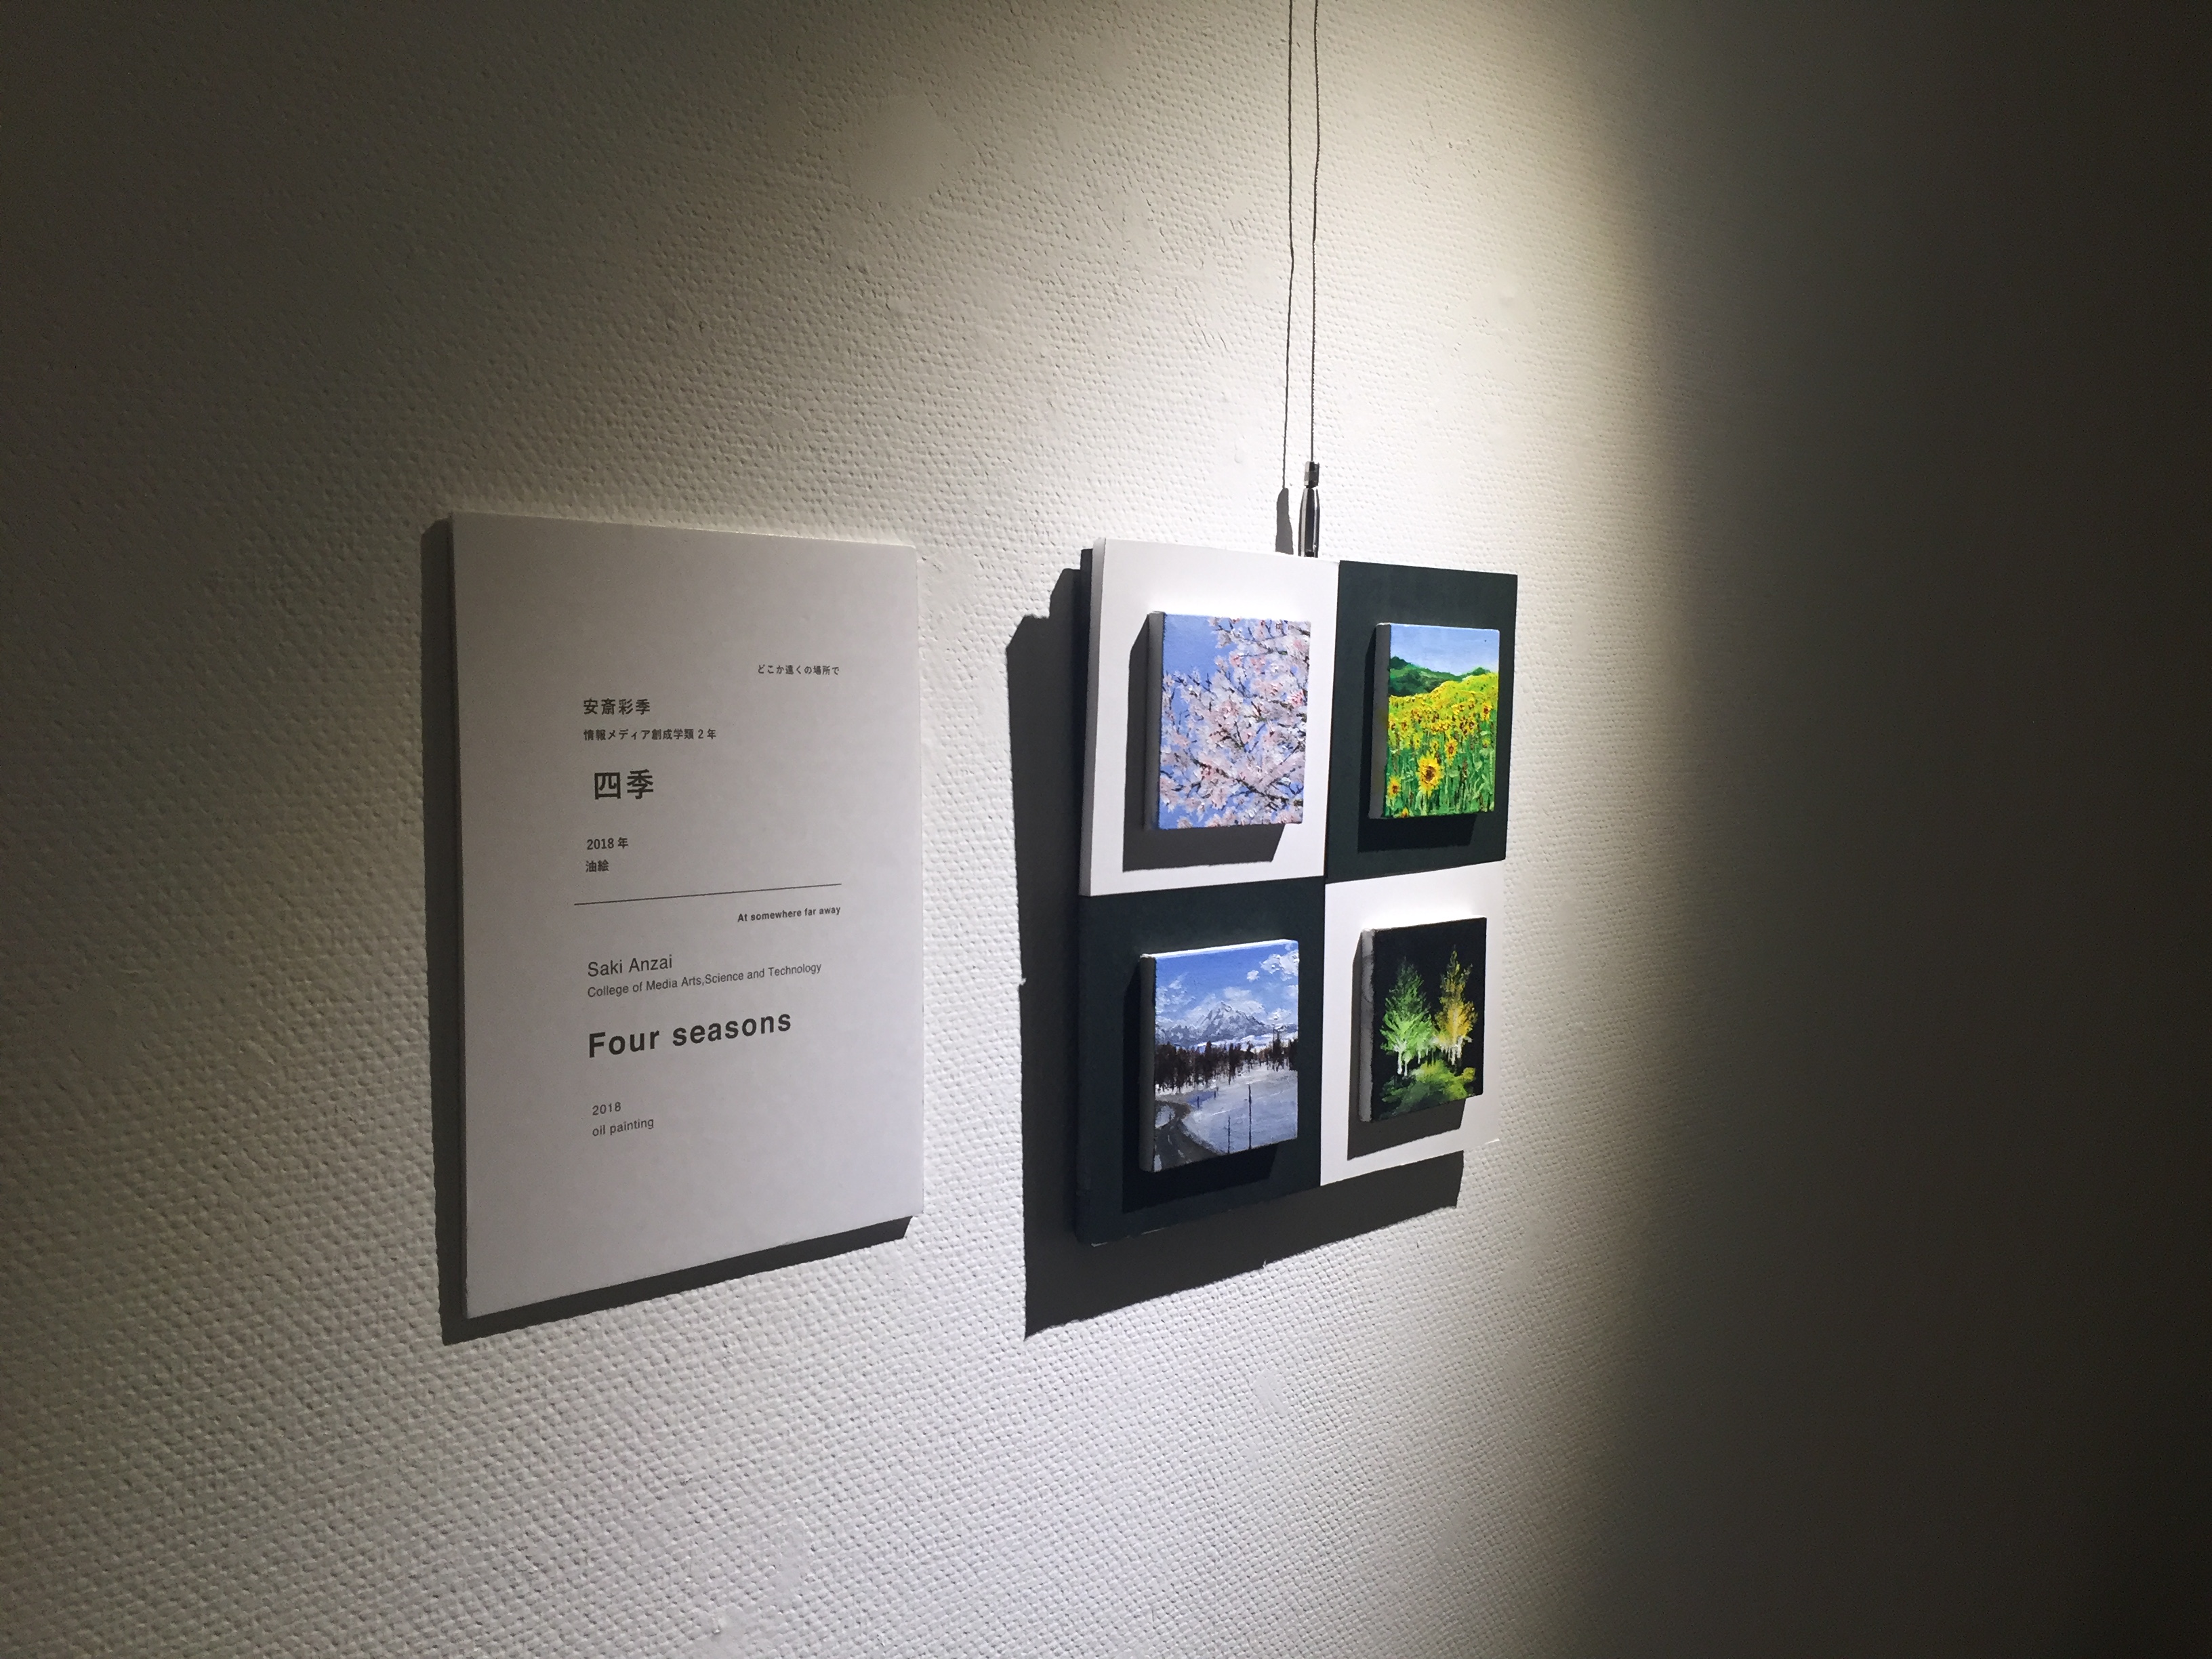 どこか遠くの場所で
安斎彩季
情報メディア創成学類 2 年
四季
2018 年
油絵
At somewhere far away
Saki Anzai
College of Media Arts,Science and Technology
Four seasons
2018
oil painting